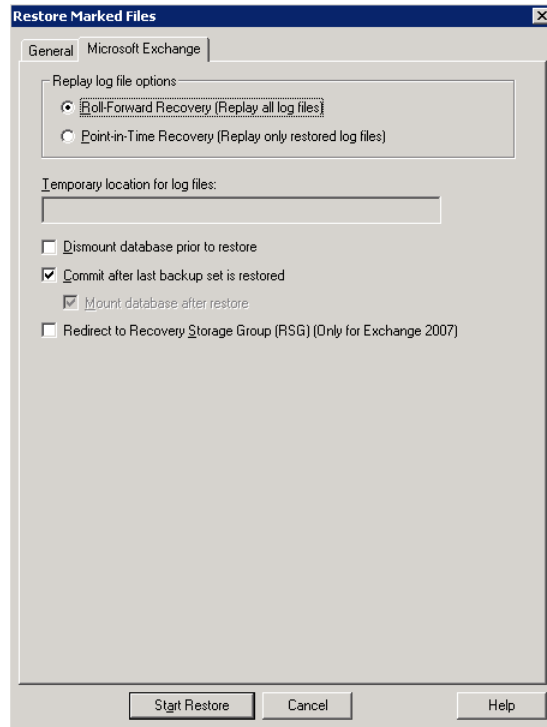 Restore Marked Files
General
Microsoft Exchange
Replay log file options
Roll-Forward Recovery (Replay all log files)
Point-in-Time Recovery (Replay only restored log files)
Temporary location for log files:
Dismount database prior to restore
Commit after last backup set is restored
Mount database after restore
Redirect to Recovery Storage Group (RSG) (Only for Exchange 2007)
Start Restore
Cancel
Help